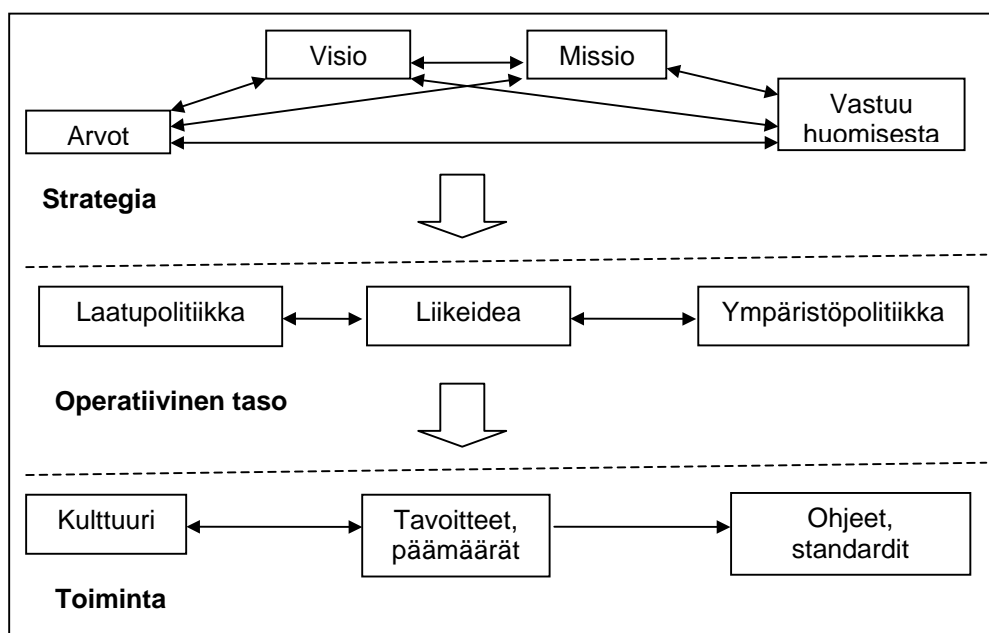 Visio
Missio
Arvot
Vastuu
huomisesta
Strategia
Laatupolitiikka
Liikeidea
Ympäristöpolitiikka
Operatiivinen taso
Kulttuuri
Tavoitteet,
päämäärät
Ohjeet,
standardit
Toiminta